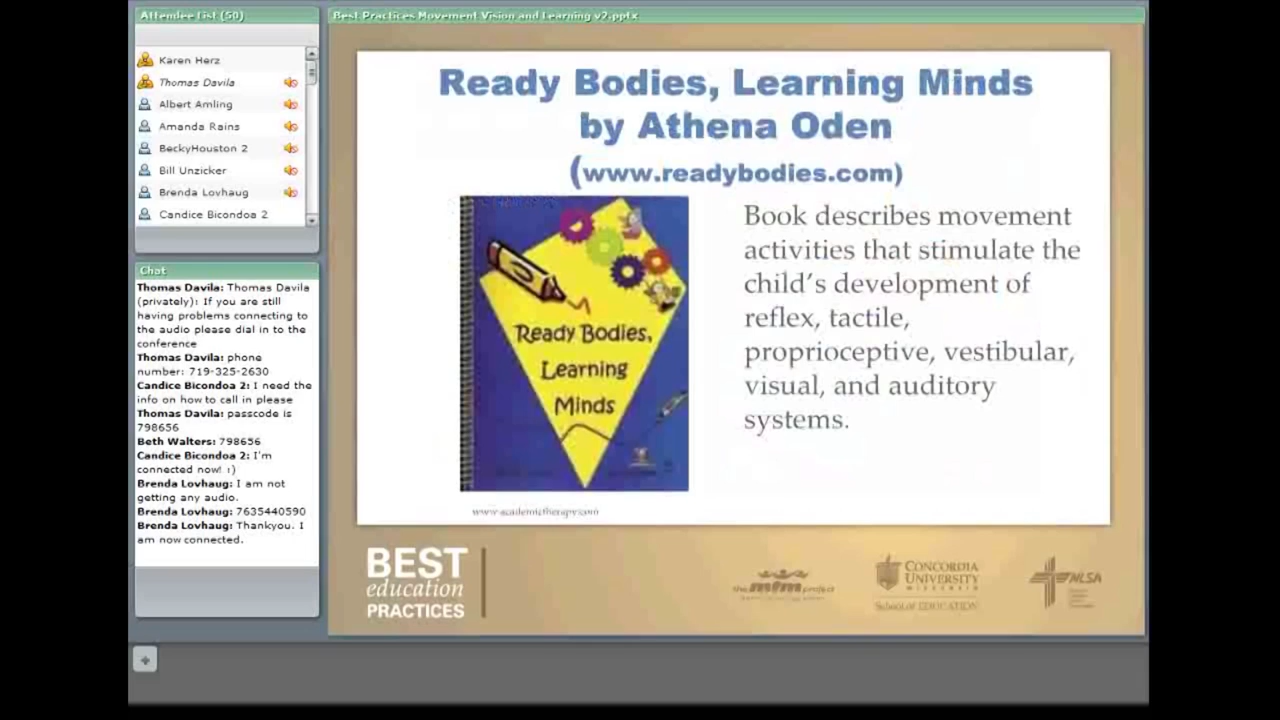 Attendee List (50)
Karen Herz
Thomas Davila
Albert Amling
Amanda Rains
BeckyHouston 2
Bill Unzicker
Brenda Lovhaug
Candice Bicondoa 2
Chat
Thomas Davila: Thomas Davila
(privately): If you are still
having problems connecting to
the audio please dial in to the
conference
Thomas Davila: phone
number: 719-325-2630
Candice Bicondoa 2: I need the
info on how to call in please
Thomas Davila: passcode is
798656
Beth Walters: 798656
Candice Bicondoa 2: I'm
connected now! :)
Brenda Lovhaug: I am not
getting any audio.
Brenda Lovhaug: 7635440590
Brenda Lovhaug: Thankyou. I
am now connected.
Best Practices Movement Vision and Learning v2.pptx
Ready Bodies, Learning Minds
by Athena Oden
(www.readybodies.com)
Ready Bodies,
Learning
Minds
www.academictherapy.com
Book describes movement
activities that stimulate the
child's development of
reflex, tactile,
proprioceptive, vestibular,
visual, and auditory
systems.
BEST
education
PRACTICES
the mfm project
CONCORDIA
UNIVERSITY
WISCONSIN
School of EDUCATION
MLSA